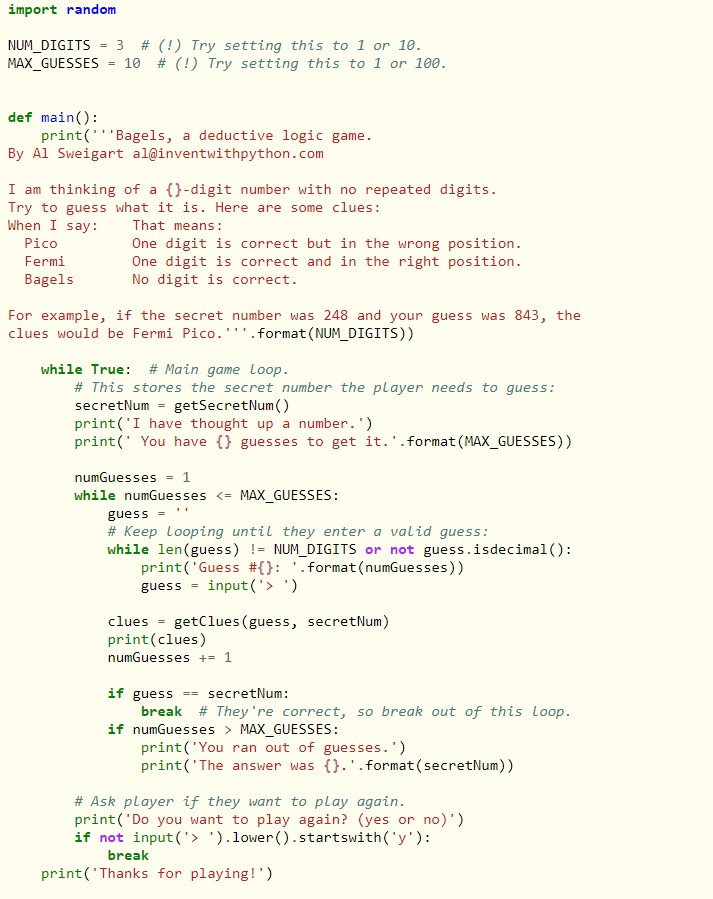 import random

NUM_DIGITS = 3  # (!) Try setting this to 1 or 10.
MAX_GUESSES = 10  # (!) Try setting this to 1 or 100.


def main():
    print('''Bagels, a deductive logic game.
By Al Sweigart al@inventwithpython.com

I am thinking of a {}-digit number with no repeated digits.
Try to guess what it is. Here are some clues:
When I say:    That means:
  Pico         One digit is correct but in the wrong position.
  Fermi        One digit is correct and in the right position.
  Bagels       No digit is correct.

For example, if the secret number was 248 and your guess was 843, the
clues would be Fermi Pico.'''.format(NUM_DIGITS))

    while True:  # Main game loop.
        # This stores the secret number the player needs to guess:
        secretNum = getSecretNum()
        print('I have thought up a number.')
        print(' You have {} guesses to get it.'.format(MAX_GUESSES))

        numGuesses = 1
        while numGuesses <= MAX_GUESSES:
            guess = ''
            # Keep looping until they enter a valid guess:
            while len(guess) != NUM_DIGITS or not guess.isdecimal():
                print('Guess #{}: '.format(numGuesses))
                guess = input('> ')

            clues = getClues(guess, secretNum)
            print(clues)
            numGuesses += 1

            if guess == secretNum:
                break  # They're correct, so break out of this loop.
            if numGuesses > MAX_GUESSES:
                print('You ran out of guesses.')
                print('The answer was {}.'.format(secretNum))

        # Ask player if they want to play again.
        print('Do you want to play again? (yes or no)')
        if not input('> ').lower().startswith('y'):
            break
    print('Thanks for playing!')